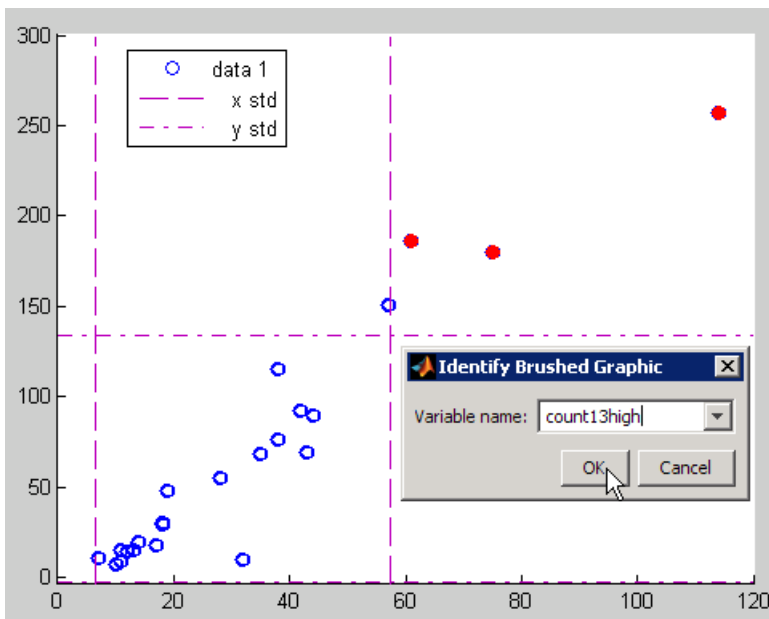 300
250
200
150
100
50
0
0 20 40 60 80 100 120
data 1
x std
y std
Identify Brushed Graphic
Variable name: count13high
OK Cancel